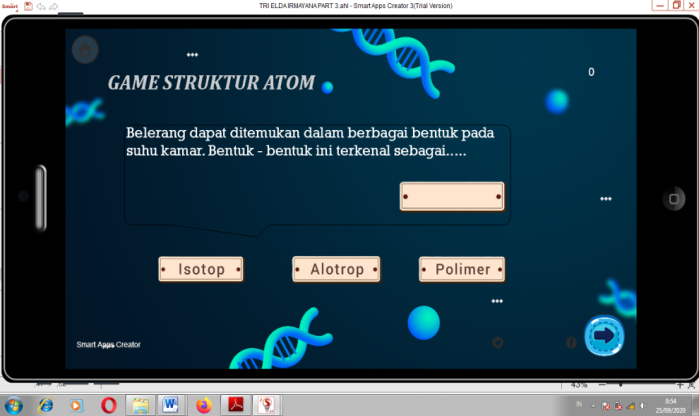 Smart
TRI ELDA IRMAYANA PART 3.ahl - Smart Apps Creator 3(Trial Version)
0
GAME STRUKTUR ATOM
Belerang dapat ditemukan dalam berbagai bentuk pada
suhu kamar. Bentuk - bentuk ini terkenal sebagai.....
Isotop
Alotrop
Polimer
Smart Apps Creator
43%
IN
0:54
25/09/2020